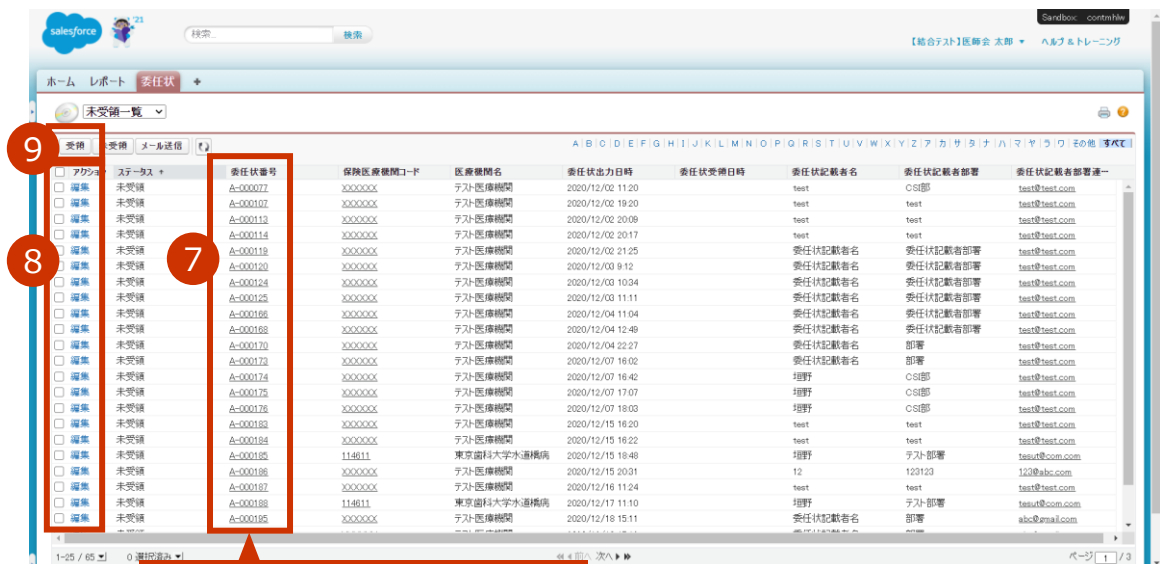 Sandbox: contmhlw
salesforce '21 検索... 検索
【結合テスト】医師会 太郎 ヘルプ&トレーニング
ホーム レポート 委任状 +
未受領一覧
9
受領 未受領 メール送信
A B C D E F G H I J K L M N O P Q R S T U V W X Y Z ア カ サ タ ナ ハ マ ヤ ラ ワ その他 すべて
アクション ステータス ↑ 委任状番号 保険医療機関コード 医療機関名 委任状出力日時 委任状受領日時 委任状記載者名 委任状記載者部署 委任状記載者部署連
編集 未受領 A-000077 XXXXXX テスト医療機関 2020/12/02 11:20 test CSI部 test@test.com
編集 未受領 A-000107 XXXXXX テスト医療機関 2020/12/02 19:20 test test test@test.com
編集 未受領 A-000113 XXXXXX テスト医療機関 2020/12/02 20:09 test test test@test.com
編集 未受領 A-000114 XXXXXX テスト医療機関 2020/12/02 20:17 test test test@test.com
編集 未受領 A-000119 XXXXXX テスト医療機関 2020/12/02 21:25 委任状記載者名 委任状記載者部署 test@test.com
8 7
編集 未受領 A-000120 XXXXXX テスト医療機関 2020/12/03 9:12 委任状記載者名 委任状記載者部署 test@test.com
編集 未受領 A-000124 XXXXXX テスト医療機関 2020/12/03 10:34 委任状記載者名 委任状記載者部署 test@test.com
編集 未受領 A-000125 XXXXXX テスト医療機関 2020/12/03 11:11 委任状記載者名 委任状記載者部署 test@test.com
編集 未受領 A-000166 XXXXXX テスト医療機関 2020/12/04 11:04 委任状記載者名 委任状記載者部署 test@test.com
編集 未受領 A-000168 XXXXXX テスト医療機関 2020/12/04 12:49 委任状記載者名 委任状記載者部署 test@test.com
編集 未受領 A-000170 XXXXXX テスト医療機関 2020/12/04 22:27 委任状記載者名 部署 test@test.com
編集 未受領 A-000173 XXXXXX テスト医療機関 2020/12/07 16:02 委任状記載者名 部署 test@test.com
編集 未受領 A-000174 XXXXXX テスト医療機関 2020/12/07 16:42 垣野 CSI部 test@test.com
編集 未受領 A-000175 XXXXXX テスト医療機関 2020/12/07 17:07 垣野 CSI部 test@test.com
編集 未受領 A-000176 XXXXXX テスト医療機関 2020/12/07 18:03 垣野 CSI部 test@test.com
編集 未受領 A-000183 XXXXXX テスト医療機関 2020/12/15 16:20 test test test@test.com
編集 未受領 A-000184 XXXXXX テスト医療機関 2020/12/15 16:22 test test test@test.com
編集 未受領 A-000185 114611 東京歯科大学水道橋病 2020/12/15 18:48 垣野 テスト部署 tesut@com.com
編集 未受領 A-000186 XXXXXX テスト医療機関 2020/12/15 20:31 12 123123 123@abc.com
編集 未受領 A-000187 XXXXXX テスト医療機関 2020/12/16 11:24 test test test@test.com
編集 未受領 A-000188 114611 東京歯科大学水道橋病 2020/12/17 11:10 垣野 テスト部署 tesut@com.com
編集 未受領 A-000195 XXXXXX テスト医療機関 2020/12/18 15:11 委任状記載者名 部署 abc@gmail.com
1-25 / 65 0 選択済み 前へ 次へ ページ 1 / 3